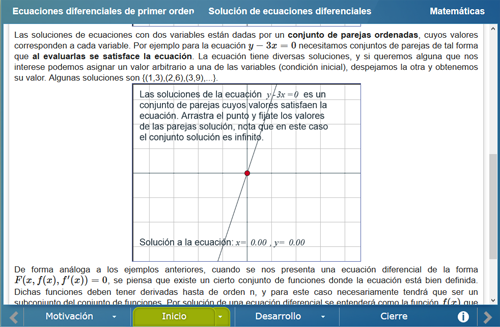 Ecuaciones diferenciales de primer orden Solución de ecuaciones diferenciales Matemáticas
Las soluciones de ecuaciones con dos variables están dadas por un conjunto de parejas ordenadas, cuyos valores
corresponden a cada variable. Por ejemplo para la ecuación y − 3x = 0 necesitamos conjuntos de parejas de tal forma
que al evaluarlas se satisface la ecuación. La ecuación tiene diversas soluciones, y si queremos alguna que nos
interese podemos asignar un valor arbitrario a una de las variables (condición inicial), despejamos la otra y obtenemos
su valor. Algunas soluciones son {(1,3),(2,6),(3,9),...}.
Las soluciones de la ecuación y-3x =0 es un
conjunto de parejas cuyos valores satisfaen la
ecuación. Arrastra el punto y fijate los valores
de las parejas solución, nota que en este caso
el conjunto solución es infinito.
Solución a la ecuación: x= 0.00 , y= 0.00
De forma análoga a los ejemplos anteriores, cuando se nos presenta una ecuación diferencial de la forma
F(x, f(x), f′(x)) = 0, se piensa que existe un cierto conjunto de funciones donde la ecuación está bien definida.
Dichas funciones deben tener derivadas hasta de orden n, y para este caso necesariamente tendrá que ser un
subconjunto del conjunto de funciones. Por solución de una ecuación diferencial se entenderá como la función f(x) que
Motivación Inicio Desarrollo Cierre i